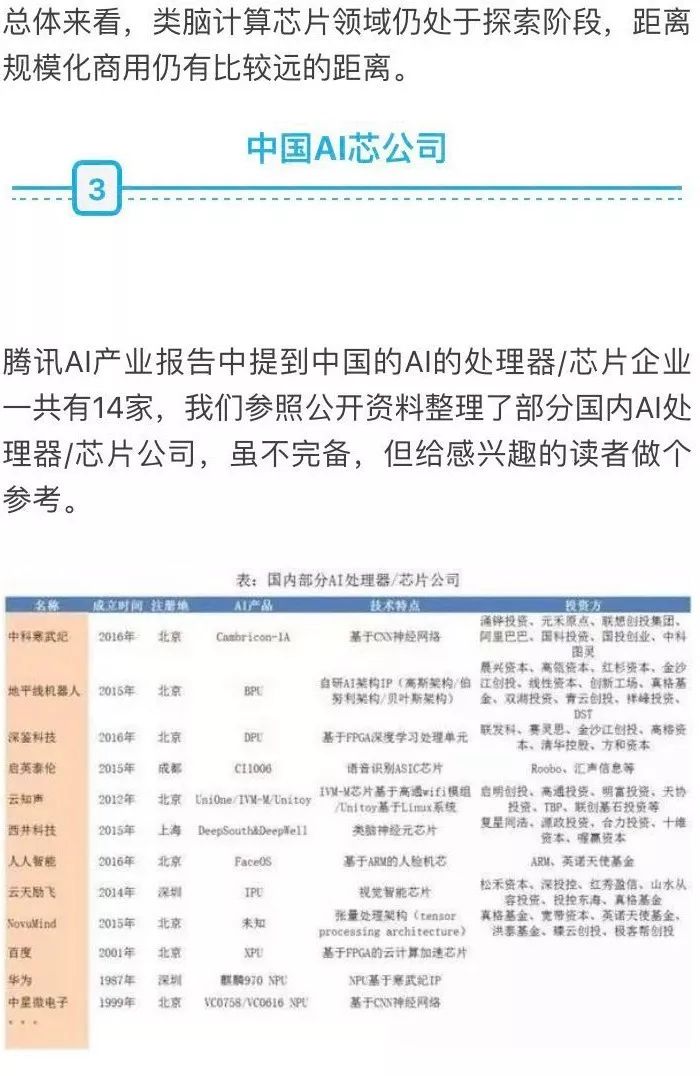 总体来看，类脑计算芯片领域仍处于探索阶段，距离
规模化商用仍有比较远的距离。
中国AI芯公司
3
腾讯AI产业报告中提到中国的AI的处理器/芯片企业
一共有14家，我们参照公开资料整理了部分国内AI处
理器/芯片公司，虽不完备，但给感兴趣的读者做个
参考。
表：国内部分AI处理器/芯片公司
名称 成立时间 注册地 AI产品 技术特点 投资方
中科寒武纪 2016年 北京 Cambricon-1A 基于CNN神经网络 涌铧投资、元禾原点、联想创投集团、
阿里巴巴、国科投资、国投创业、中科
图灵
地平线机器人 2015年 北京 BPU 自研AI架构IP（高斯架构/伯
努利架构/贝叶斯架构） 晨兴资本、高瓴资本、红杉资本、金沙
江创投、线性资本、创新工场、真格基
金、双湖投资、青云创投、祥峰投资、
DST
深鉴科技 2016年 北京 DPU 基于FPGA深度学习处理单元 联发科、赛灵思、金沙江创投、高榕资
本、清华控股、方和资本
启英泰伦 2015年 成都 CI1006 语音识别ASIC芯片 Roobo、汇声信息等
云知声 2012年 北京 UniOne/IVM-M/Unitoy IVM-M芯片基于高通wifi模组
/Unitoy基于Linux系统 启明创投、高通投资、明富投资、天协
投资、TBP、联创基石投资等
西井科技 2015年 上海 DeepSouth&DeepWell 类脑神经元芯片 复星同浩、源政投资、合力投资、十维
资本、喔赢资本
人人智能 2016年 北京 FaceOS 基于ARM的人脸机芯 ARM、英诺天使基金
云天励飞 2014年 深圳 IPU 视觉智能芯片 松禾资本、深投控、红秀盈信、山水从
容投资、投控东海、真格基金
NovuMind 2015年 北京 未知 张量处理架构（tensor
processing architecture） 真格基金、宽带资本、英诺天使基金、
洪泰基金、蝶云创投、极客帮创投
百度 2001年 北京 XPU 基于FPGA的云计算加速芯片
华为 1987年 深圳 麒麟970 NPU NPU基于寒武纪IP
中星微电子 1999年 北京 VC0758/VC0616 NPU 基于CNN神经网络
。。。